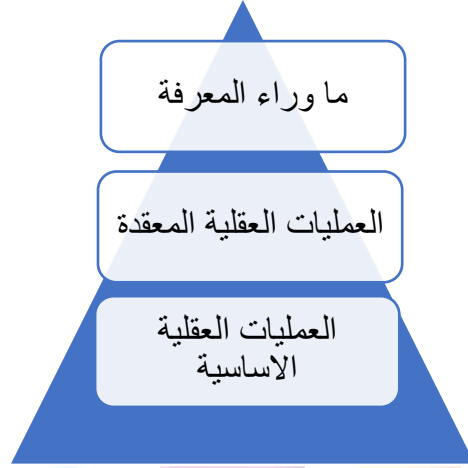 ما وراء المعرفة
العمليات العقلية المعقدة
العمليات العقلية
الاساسية